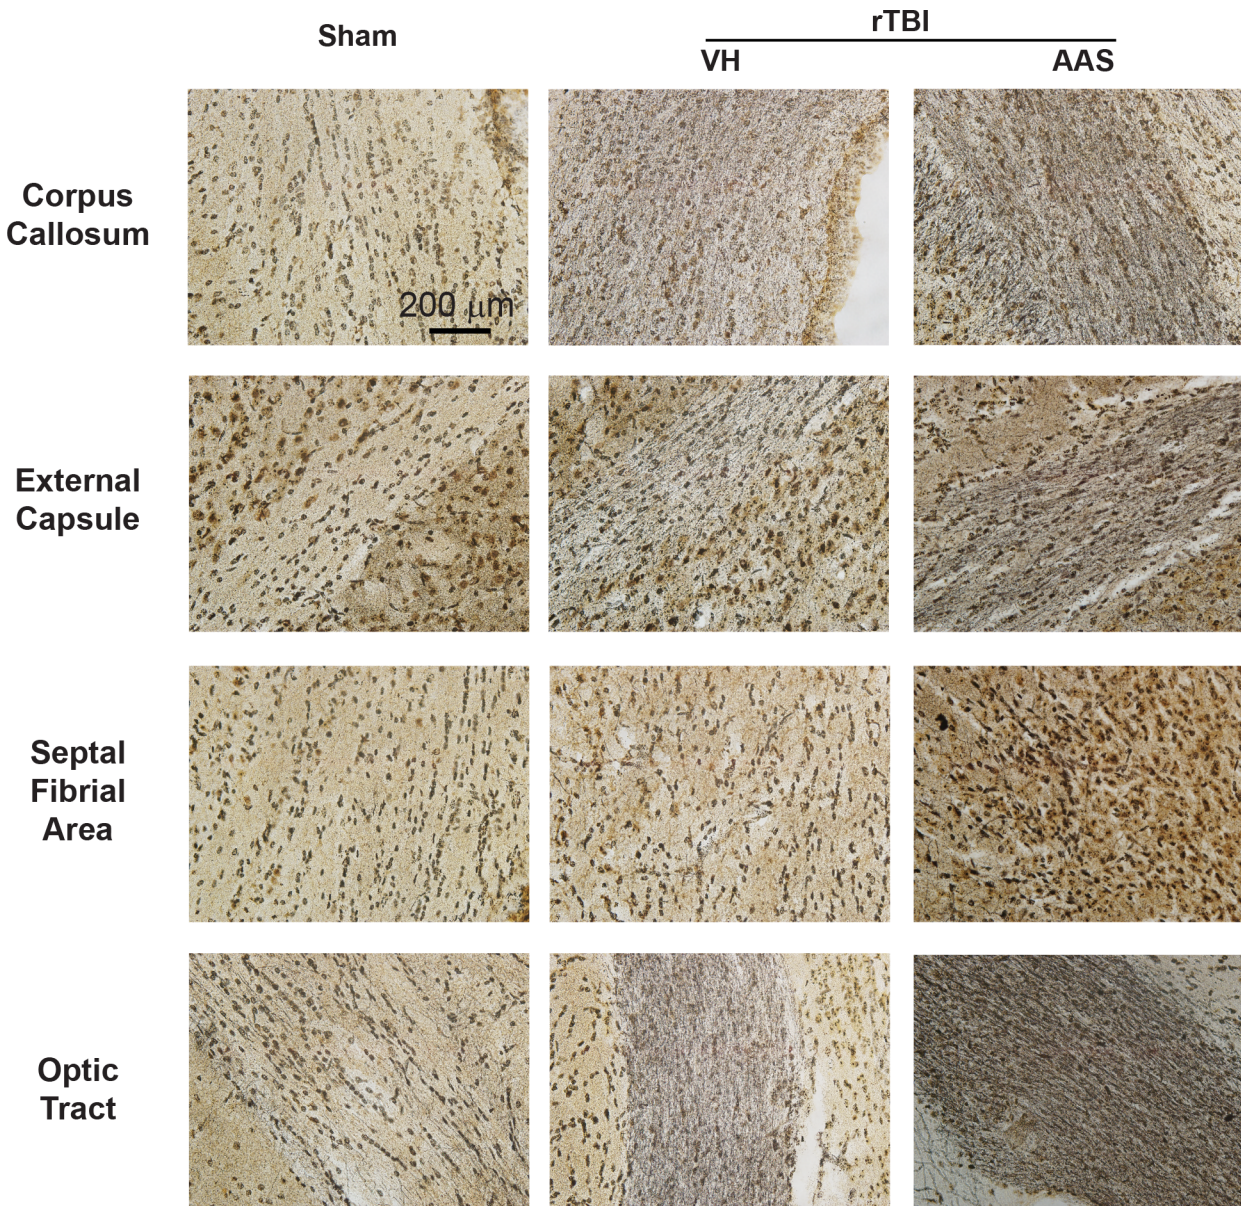 Sham
rTBI
VH
AAS
Corpus
Callosum
200 μm
External
Capsule
Septal
Fibrial
Area
Optic
Tract